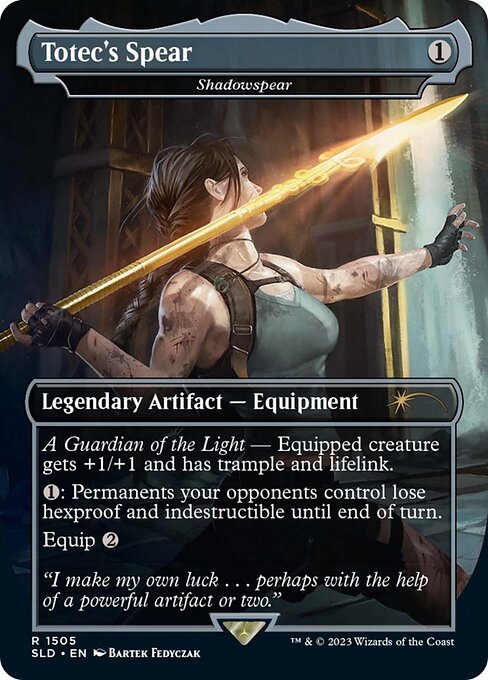 Totec's Spear 1
Shadowspear
Legendary Artifact — Equipment
A Guardian of the Light — Equipped creature
gets +1/+1 and has trample and lifelink.
1: Permanents your opponents control lose
hexproof and indestructible until end of turn.
Equip 2
"I make my own luck . . . perhaps with the help
of a powerful artifact or two."
R 1505
SLD • EN Bartek Fedyczak
™ & © 2023 Wizards of the Coast